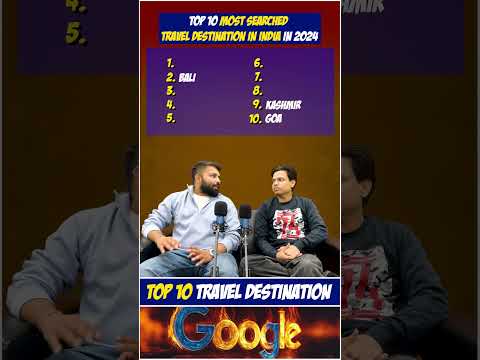 TOP 10 MOST SEARCHED
TRAVEL DESTINATION IN INDIA IN 2024
1.
2. BALI
3.
4.
5.
6.
7.
8.
9. KASHMIR
10. GOA
TOP 10 TRAVEL DESTINATION
Google